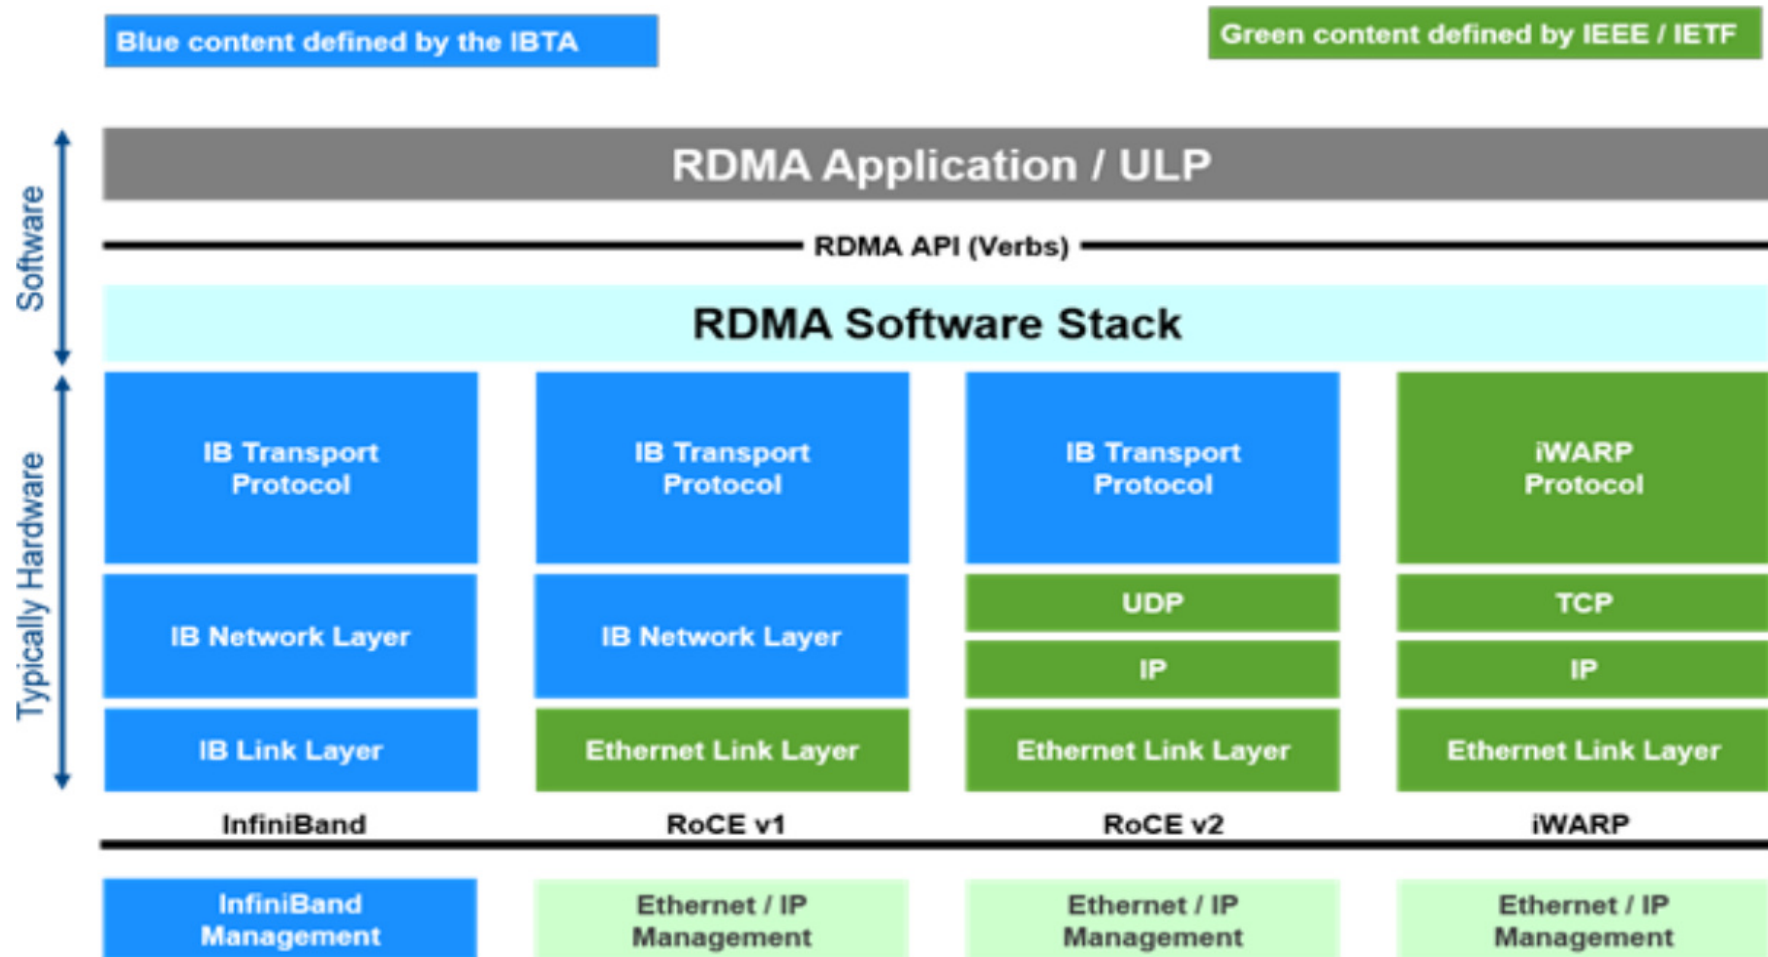 Blue content defined by the IBTA
Green content defined by IEEE / IETF
RDMA Application / ULP
RDMA API (Verbs)
RDMA Software Stack
Software
Typically Hardware
IB Transport
Protocol
IB Transport
Protocol
IB Transport
Protocol
iWARP
Protocol
IB Network Layer
IB Network Layer
UDP
TCP
IP
IP
IB Link Layer
Ethernet Link Layer
Ethernet Link Layer
Ethernet Link Layer
InfiniBand
RoCE v1
RoCE v2
iWARP
InfiniBand
Management
Ethernet / IP
Management
Ethernet / IP
Management
Ethernet / IP
Management